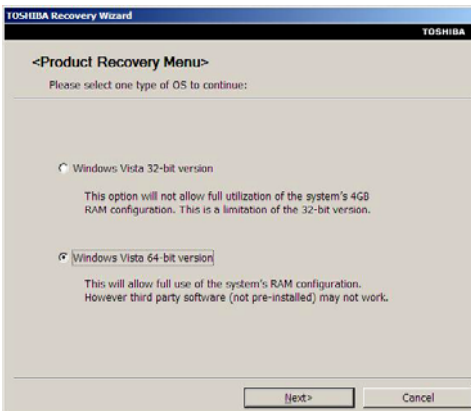 TOSHIBA Recovery Wizard
TOSHIBA
<Product Recovery Menu>
Please select one type of OS to continue:
Windows Vista 32-bit version
This option will not allow full utilization of the system's 4GB
RAM configuration. This is a limitation of the 32-bit version.
Windows Vista 64-bit version
This will allow full use of the system's RAM configuration.
However third party software (not pre-installed) may not work.
Next>
Cancel